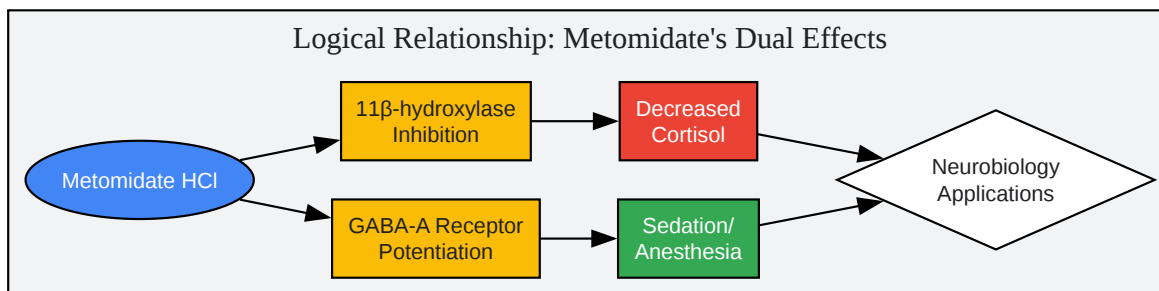 Logical Relationship: Metomidate's Dual Effects
11β-hydroxylase
Inhibition
Decreased
Cortisol
Metomidate HCl
Neurobiology
Applications
GABA-A Receptor
Potentiation
Sedation/
Anesthesia